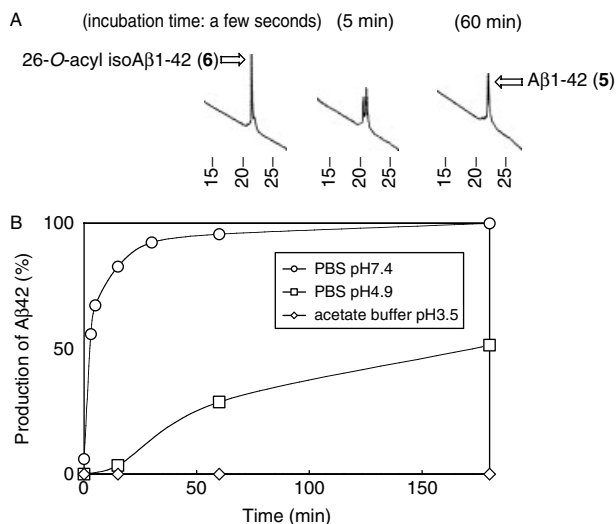 A
(incubation time: a few seconds) (5 min) (60 min)
26-O-acyl isoAβ1-42 (6)
Aβ1-42 (5)
15– 20– 25– 15– 20– 25– 15– 20– 25–
B
Production of Aβ42 (%)
100
50
0
PBS pH7.4
PBS pH4.9
acetate buffer pH3.5
0 50 100 150
Time (min)